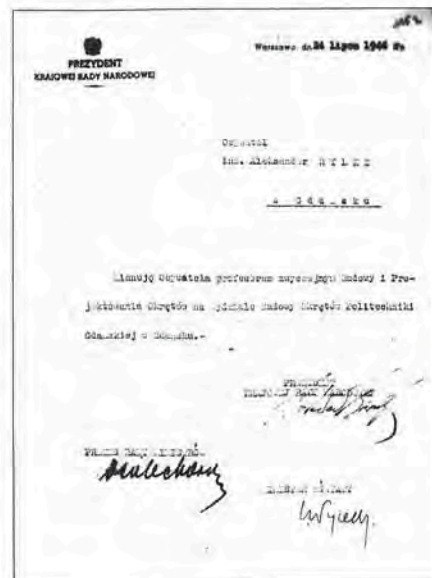 PREZYDENT
KRAJOWEJ RADY NARODOWEJ
Warszawa dn. 24 lipca 1946 r.
Obywatel
inż. Aleksander RYLKE
w Gdańsku
Mianuję Obywatela profesorem zwyczajnym Budowy i Pro-
jektowania Okrętów na Wydziale Budowy Okrętów Politechniki
Gdańskiej w Gdańsku.-
PREZYDENT
KRAJOWEJ RADY NARODOWEJ
PREZES RADY MINISTRÓW
MINISTER OŚWIATY